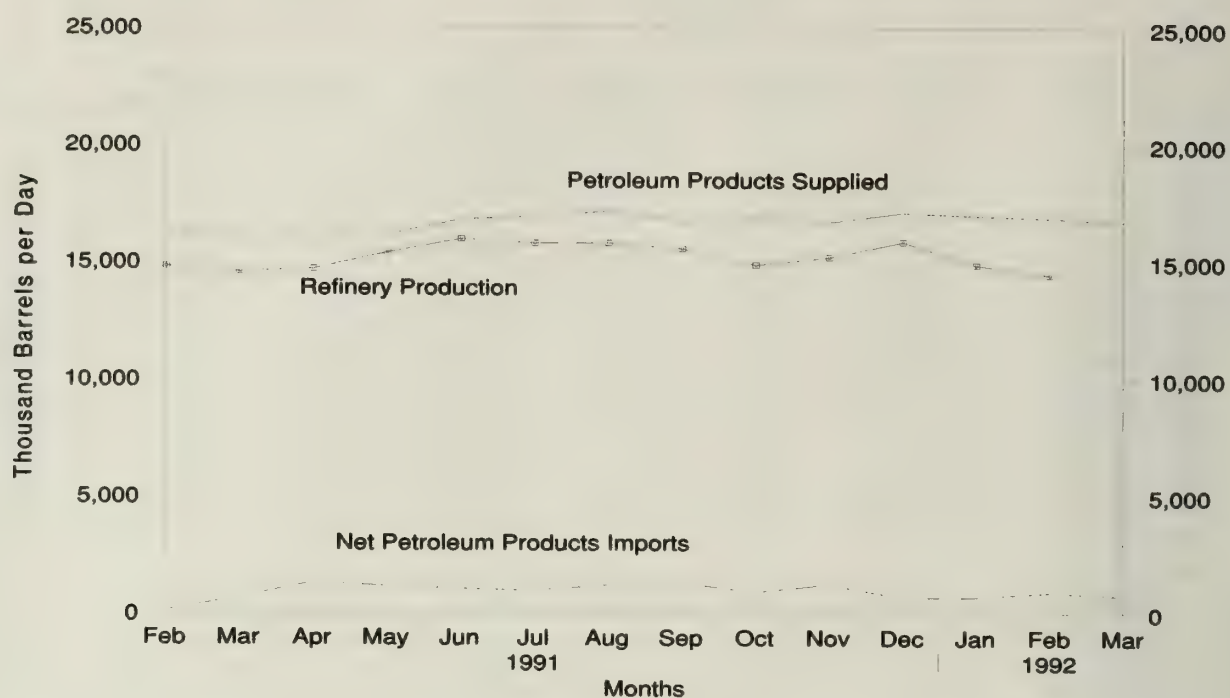 25,000
20,000
15,000
10,000
5,000
0
25,000
20,000
15,000
10,000
5,000
0
Thousand Barrels per Day
Petroleum Products Supplied
Refinery Production
Net Petroleum Products Imports
Feb Mar Apr May Jun Jul Aug Sep Oct Nov Dec Jan Feb Mar
1991 1992
Months